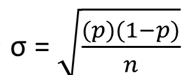 σ = √((p)(1−p)/n)